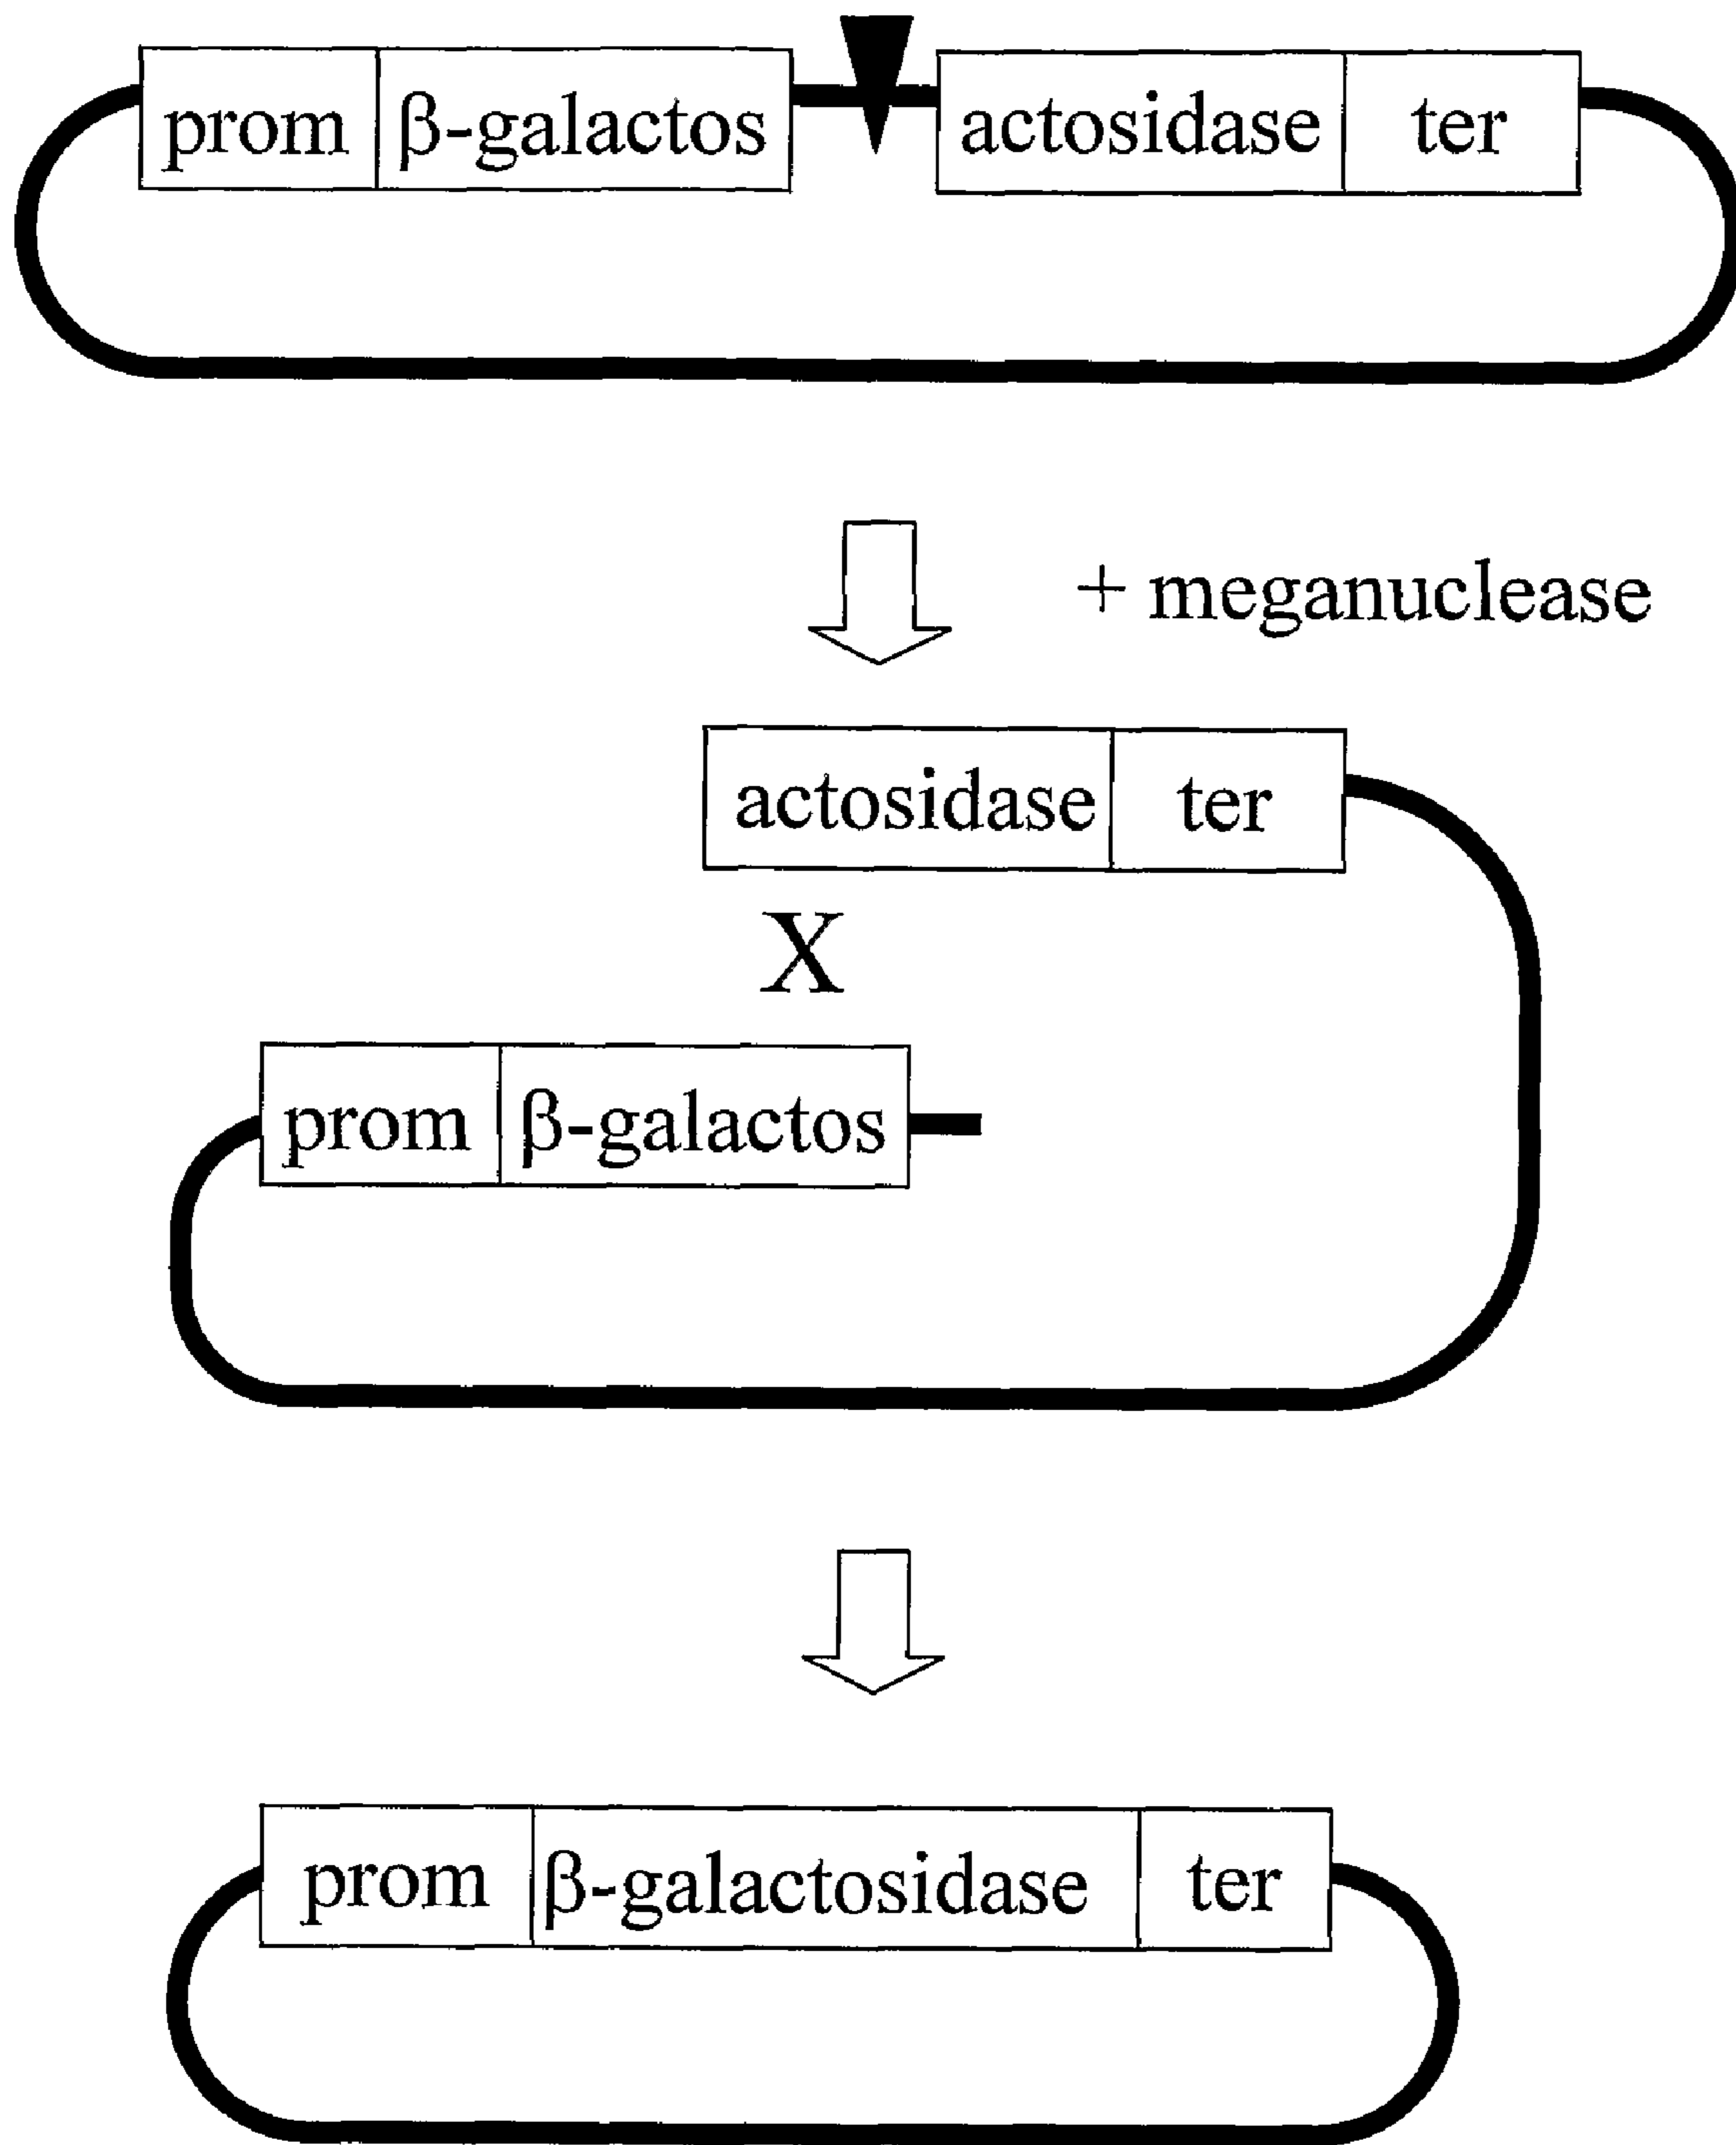 prom β-galactos actosidase ter
+ meganuclease
actosidase ter
X
prom β-galactos
prom β-galactosidase ter